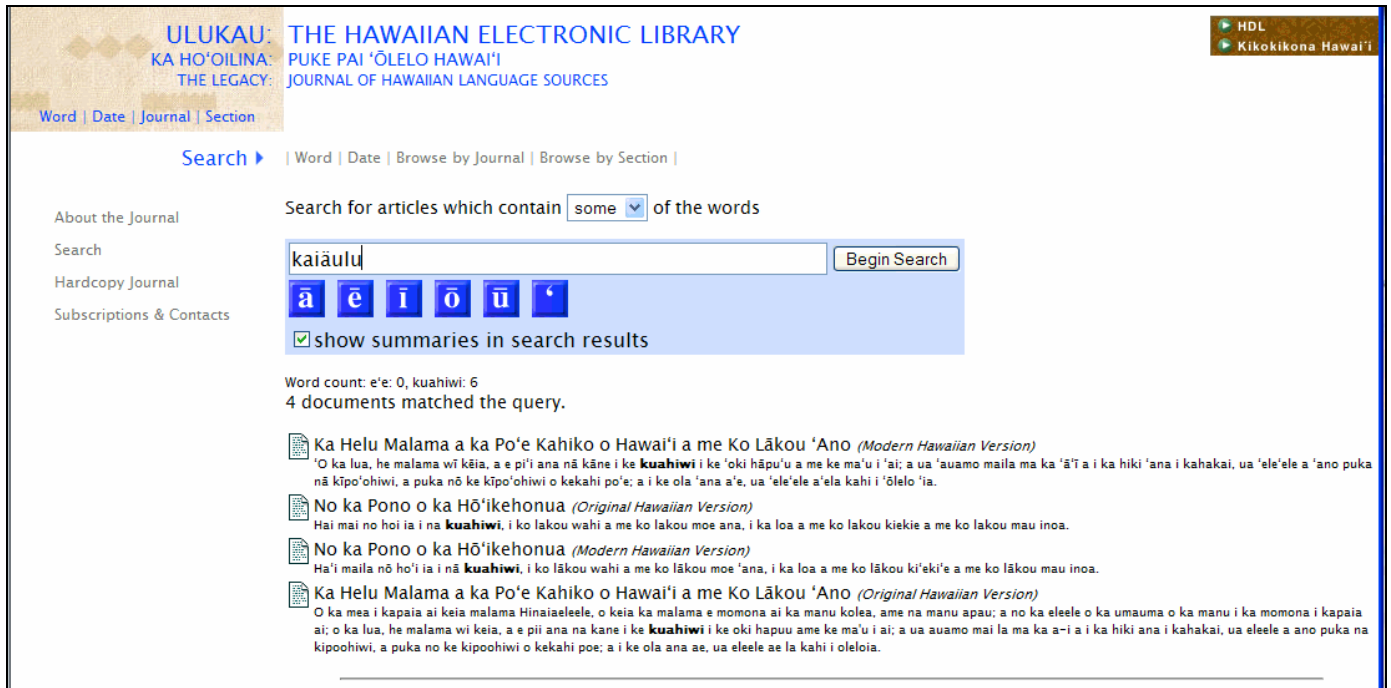 ULUKAU: THE HAWAIIAN ELECTRONIC LIBRARY
KA HOʻOILINA: PUKE PAI ʻŌLELO HAWAIʻI
THE LEGACY: JOURNAL OF HAWAIIAN LANGUAGE SOURCES
HDL
Kikokikona Hawaiʻi
Word | Date | Journal | Section
Search | Word | Date | Browse by Journal | Browse by Section |
About the Journal
Search
Hardcopy Journal
Subscriptions & Contacts
Search for articles which contain some of the words
kaiäulu Begin Search
ā ē ī ō ū ʻ
show summaries in search results
Word count: e'e: 0, kuahiwi: 6
4 documents matched the query.
Ka Helu Malama a ka Poʻe Kahiko o Hawaiʻi a me Ko Lākou ʻAno (Modern Hawaiian Version)
ʻO ka lua, he malama wī kēia, a e piʻi ana nā kāne i ke kuahiwi i ke ʻoki hāpuʻu a me ke maʻu i ʻai; a ua ʻauamo maila ma ka ʻāʻī a i ka hiki ʻana i kahakai, ua ʻeleʻele a ʻano puka
nā kīpoʻohiwi, a puka nō ke kīpoʻohiwi o kekahi poʻe; a i ke ola ʻana aʻe, ua ʻeleʻele aʻela kahi i ʻōlelo ʻia.
No ka Pono o ka Hōʻikehonua (Original Hawaiian Version)
Hai mai no hoi ia i na kuahiwi, i ko lakou wahi a me ko lakou moe ana, i ka loa a me ko lakou kiekie a me ko lakou mau inoa.
No ka Pono o ka Hōʻikehonua (Modern Hawaiian Version)
Haʻi maila nō hoʻi ia i nā kuahiwi, i ko lākou wahi a me ko lākou moe ʻana, i ka loa a me ko lākou kiʻekiʻe a me ko lākou mau inoa.
Ka Helu Malama a ka Poʻe Kahiko o Hawaiʻi a me Ko Lākou ʻAno (Original Hawaiian Version)
O ka mea i kapaia ai keia malama Hinaiaeleele, o keia ka malama e momona ai ka manu kolea, ame na manu apau; a no ka eleele o ka umauma o ka manu i ka momona i kapaia
ai; o ka lua, he malama wi keia, a e pii ana na kane i ke kuahiwi i ke oki hapuu ame ke ma'u i ai; a ua auamo mai la ma ka a-i a i ka hiki ana i kahakai, ua eleele a ano puka na
kipoohiwi, a puka no ke kipoohiwi o kekahi poe; a i ke ola ana ae, ua eleele ae la kahi i oleloia.